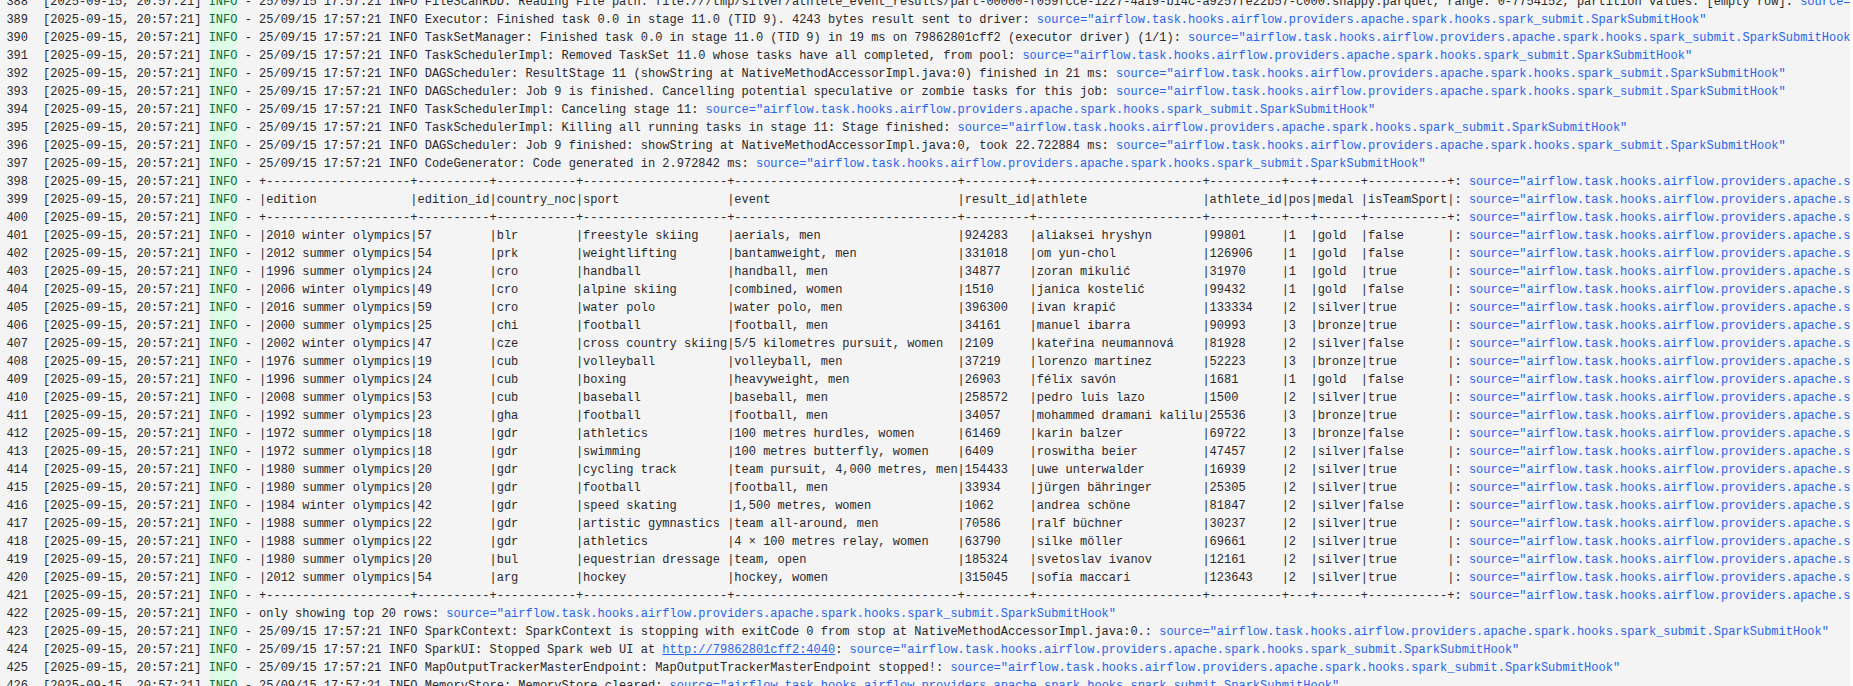 388 [2025-09-15, 20:57:21] INFO - 25/09/15 17:57:21 INFO FileScanRDD: Reading File path: file:///tmp/silver/athlete_event_results/part-00000-f059fcce-1227-4a19-b14c-a9257fe22b57-c000.snappy.parquet, range: 0-7754152, partition values: [empty row]: source=
389 [2025-09-15, 20:57:21] INFO - 25/09/15 17:57:21 INFO Executor: Finished task 0.0 in stage 11.0 (TID 9). 4243 bytes result sent to driver: source="airflow.task.hooks.airflow.providers.apache.spark.hooks.spark_submit.SparkSubmitHook"
390 [2025-09-15, 20:57:21] INFO - 25/09/15 17:57:21 INFO TaskSetManager: Finished task 0.0 in stage 11.0 (TID 9) in 19 ms on 79862801cff2 (executor driver) (1/1): source="airflow.task.hooks.airflow.providers.apache.spark.hooks.spark_submit.SparkSubmitHook
391 [2025-09-15, 20:57:21] INFO - 25/09/15 17:57:21 INFO TaskSchedulerImpl: Removed TaskSet 11.0 whose tasks have all completed, from pool: source="airflow.task.hooks.airflow.providers.apache.spark.hooks.spark_submit.SparkSubmitHook"
392 [2025-09-15, 20:57:21] INFO - 25/09/15 17:57:21 INFO DAGScheduler: ResultStage 11 (showString at NativeMethodAccessorImpl.java:0) finished in 21 ms: source="airflow.task.hooks.airflow.providers.apache.spark.hooks.spark_submit.SparkSubmitHook"
393 [2025-09-15, 20:57:21] INFO - 25/09/15 17:57:21 INFO DAGScheduler: Job 9 is finished. Cancelling potential speculative or zombie tasks for this job: source="airflow.task.hooks.airflow.providers.apache.spark.hooks.spark_submit.SparkSubmitHook"
394 [2025-09-15, 20:57:21] INFO - 25/09/15 17:57:21 INFO TaskSchedulerImpl: Canceling stage 11: source="airflow.task.hooks.airflow.providers.apache.spark.hooks.spark_submit.SparkSubmitHook"
395 [2025-09-15, 20:57:21] INFO - 25/09/15 17:57:21 INFO TaskSchedulerImpl: Killing all running tasks in stage 11: Stage finished: source="airflow.task.hooks.airflow.providers.apache.spark.hooks.spark_submit.SparkSubmitHook"
396 [2025-09-15, 20:57:21] INFO - 25/09/15 17:57:21 INFO DAGScheduler: Job 9 finished: showString at NativeMethodAccessorImpl.java:0, took 22.722884 ms: source="airflow.task.hooks.airflow.providers.apache.spark.hooks.spark_submit.SparkSubmitHook"
397 [2025-09-15, 20:57:21] INFO - 25/09/15 17:57:21 INFO CodeGenerator: Code generated in 2.972842 ms: source="airflow.task.hooks.airflow.providers.apache.spark.hooks.spark_submit.SparkSubmitHook"
398 [2025-09-15, 20:57:21] INFO - +--------------------+----------+-----------+--------------------+-------------------------------+---------+-----------------------+----------+---+------+-----------+: source="airflow.task.hooks.airflow.providers.apache.s
399 [2025-09-15, 20:57:21] INFO - |edition             |edition_id|country_noc|sport               |event                          |result_id|athlete                |athlete_id|pos|medal |isTeamSport|: source="airflow.task.hooks.airflow.providers.apache.s
400 [2025-09-15, 20:57:21] INFO - +--------------------+----------+-----------+--------------------+-------------------------------+---------+-----------------------+----------+---+------+-----------+: source="airflow.task.hooks.airflow.providers.apache.s
401 [2025-09-15, 20:57:21] INFO - |2010 winter olympics|57        |blr        |freestyle skiing    |aerials, men                   |924283   |aliaksei hryshyn       |99801     |1  |gold  |false      |: source="airflow.task.hooks.airflow.providers.apache.s
402 [2025-09-15, 20:57:21] INFO - |2012 summer olympics|54        |prk        |weightlifting       |bantamweight, men              |331018   |om yun-chol            |126906    |1  |gold  |false      |: source="airflow.task.hooks.airflow.providers.apache.s
403 [2025-09-15, 20:57:21] INFO - |1996 summer olympics|24        |cro        |handball            |handball, men                  |34877    |zoran mikulić          |31970     |1  |gold  |true       |: source="airflow.task.hooks.airflow.providers.apache.s
404 [2025-09-15, 20:57:21] INFO - |2006 winter olympics|49        |cro        |alpine skiing       |combined, women                |1510     |janica kostelić        |99432     |1  |gold  |false      |: source="airflow.task.hooks.airflow.providers.apache.s
405 [2025-09-15, 20:57:21] INFO - |2016 summer olympics|59        |cro        |water polo          |water polo, men                |396300   |ivan krapić            |133334    |2  |silver|true       |: source="airflow.task.hooks.airflow.providers.apache.s
406 [2025-09-15, 20:57:21] INFO - |2000 summer olympics|25        |chi        |football            |football, men                  |34161    |manuel ibarra          |90993     |3  |bronze|true       |: source="airflow.task.hooks.airflow.providers.apache.s
407 [2025-09-15, 20:57:21] INFO - |2002 winter olympics|47        |cze        |cross country skiing|5/5 kilometres pursuit, women  |2109     |kateřina neumannová    |81928     |2  |silver|false      |: source="airflow.task.hooks.airflow.providers.apache.s
408 [2025-09-15, 20:57:21] INFO - |1976 summer olympics|19        |cub        |volleyball          |volleyball, men                |37219    |lorenzo martínez       |52223     |3  |bronze|true       |: source="airflow.task.hooks.airflow.providers.apache.s
409 [2025-09-15, 20:57:21] INFO - |1996 summer olympics|24        |cub        |boxing              |heavyweight, men               |26903    |félix savón            |1681      |1  |gold  |false      |: source="airflow.task.hooks.airflow.providers.apache.s
410 [2025-09-15, 20:57:21] INFO - |2008 summer olympics|53        |cub        |baseball            |baseball, men                  |258572   |pedro luis lazo        |1500      |2  |silver|true       |: source="airflow.task.hooks.airflow.providers.apache.s
411 [2025-09-15, 20:57:21] INFO - |1992 summer olympics|23        |gha        |football            |football, men                  |34057    |mohammed dramani kalilu|25536     |3  |bronze|true       |: source="airflow.task.hooks.airflow.providers.apache.s
412 [2025-09-15, 20:57:21] INFO - |1972 summer olympics|18        |gdr        |athletics           |100 metres hurdles, women      |61469    |karin balzer           |69722     |3  |bronze|false      |: source="airflow.task.hooks.airflow.providers.apache.s
413 [2025-09-15, 20:57:21] INFO - |1972 summer olympics|18        |gdr        |swimming            |100 metres butterfly, women    |6409     |roswitha beier         |47457     |2  |silver|false      |: source="airflow.task.hooks.airflow.providers.apache.s
414 [2025-09-15, 20:57:21] INFO - |1980 summer olympics|20        |gdr        |cycling track       |team pursuit, 4,000 metres, men|154433   |uwe unterwalder        |16939     |2  |silver|true       |: source="airflow.task.hooks.airflow.providers.apache.s
415 [2025-09-15, 20:57:21] INFO - |1980 summer olympics|20        |gdr        |football            |football, men                  |33934    |jürgen bähringer       |25305     |2  |silver|true       |: source="airflow.task.hooks.airflow.providers.apache.s
416 [2025-09-15, 20:57:21] INFO - |1984 winter olympics|42        |gdr        |speed skating       |1,500 metres, women            |1062     |andrea schöne          |81847     |2  |silver|false      |: source="airflow.task.hooks.airflow.providers.apache.s
417 [2025-09-15, 20:57:21] INFO - |1988 summer olympics|22        |gdr        |artistic gymnastics |team all-around, men           |70586    |ralf büchner           |30237     |2  |silver|true       |: source="airflow.task.hooks.airflow.providers.apache.s
418 [2025-09-15, 20:57:21] INFO - |1988 summer olympics|22        |gdr        |athletics           |4 × 100 metres relay, women    |63790    |silke möller           |69661     |2  |silver|true       |: source="airflow.task.hooks.airflow.providers.apache.s
419 [2025-09-15, 20:57:21] INFO - |1980 summer olympics|20        |bul        |equestrian dressage |team, open                     |185324   |svetoslav ivanov       |12161     |2  |silver|true       |: source="airflow.task.hooks.airflow.providers.apache.s
420 [2025-09-15, 20:57:21] INFO - |2012 summer olympics|54        |arg        |hockey              |hockey, women                  |315045   |sofía maccari          |123643    |2  |silver|true       |: source="airflow.task.hooks.airflow.providers.apache.s
421 [2025-09-15, 20:57:21] INFO - +--------------------+----------+-----------+--------------------+-------------------------------+---------+-----------------------+----------+---+------+-----------+: source="airflow.task.hooks.airflow.providers.apache.s
422 [2025-09-15, 20:57:21] INFO - only showing top 20 rows: source="airflow.task.hooks.airflow.providers.apache.spark.hooks.spark_submit.SparkSubmitHook"
423 [2025-09-15, 20:57:21] INFO - 25/09/15 17:57:21 INFO SparkContext: SparkContext is stopping with exitCode 0 from stop at NativeMethodAccessorImpl.java:0.: source="airflow.task.hooks.airflow.providers.apache.spark.hooks.spark_submit.SparkSubmitHook"
424 [2025-09-15, 20:57:21] INFO - 25/09/15 17:57:21 INFO SparkUI: Stopped Spark web UI at http://79862801cff2:4040: source="airflow.task.hooks.airflow.providers.apache.spark.hooks.spark_submit.SparkSubmitHook"
425 [2025-09-15, 20:57:21] INFO - 25/09/15 17:57:21 INFO MapOutputTrackerMasterEndpoint: MapOutputTrackerMasterEndpoint stopped!: source="airflow.task.hooks.airflow.providers.apache.spark.hooks.spark_submit.SparkSubmitHook"
426 [2025-09-15, 20:57:21] INFO - 25/09/15 17:57:21 INFO MemoryStore: MemoryStore cleared: source="airflow.task.hooks.airflow.providers.apache.spark.hooks.spark_submit.SparkSubmitHook"